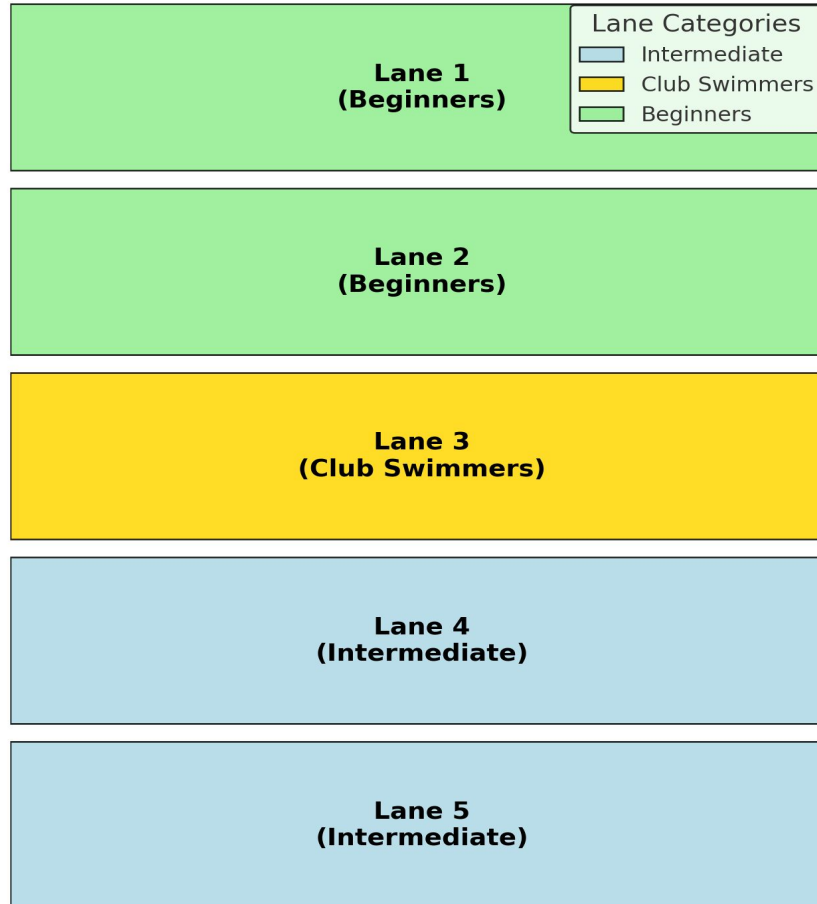 Lane 1
(Beginners)
Lane Categories
Intermediate
Club Swimmers
Beginners
Lane 2
(Beginners)
Lane 3
(Club Swimmers)
Lane 4
(Intermediate)
Lane 5
(Intermediate)